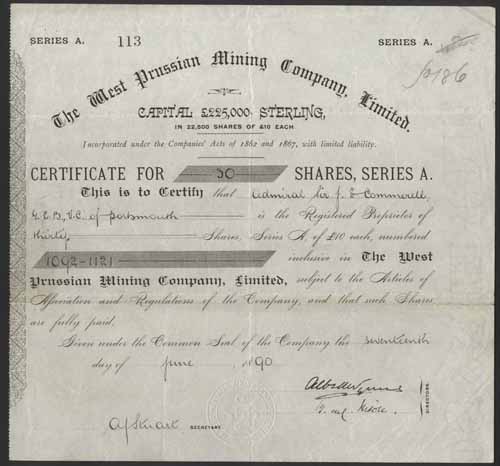 SERIES A. 113 SERIES A.
The West Prussian Mining Company, Limited.
CAPITAL £225,000 STERLING,
IN 22,500 SHARES OF £10 EACH
Incorporated under the Companies' Acts of 1862 and 1867, with limited liability.
CERTIFICATE FOR 30 SHARES, SERIES A.
This is to Certify that Admiral Sir J. E Commerell,
G.C.B, V.C. of Portsmouth is the Registered Proprietor of
thirty Shares, Series A, of £10 each, numbered
1092-1121 inclusive in The West
Prussian Mining Company, Limited, subject to the Articles of
Association and Regulations of the Company, and that such Shares
are fully paid.
Given under the Common Seal of the Company the seventeenth
day of June 1890
DIRECTORS.
SECRETARY.